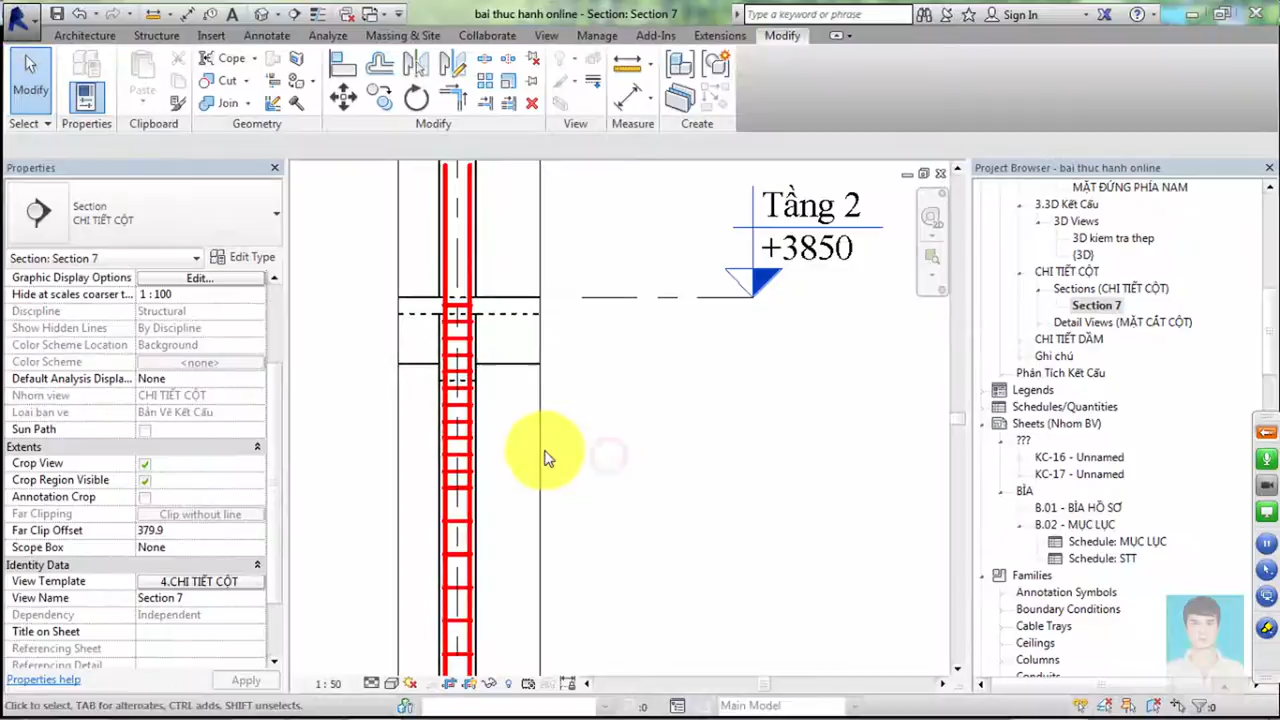 bai thuc hanh online - Section: Section 7
Type a keyword or phrase
Sign In
Architecture
Structure
Insert
Annotate
Analyze
Massing & Site
Collaborate
View
Manage
Add-Ins
Extensions
Modify
Modify
Paste
Cope
Cut
Join
Select
Properties
Clipboard
Geometry
Modify
View
Measure
Create
Properties
Section
CHI TIẾT CỘT
Section: Section 7
Edit Type
Graphic Display Options
Edit...
Hide at scales coarser t...
1 : 100
Discipline
Structural
Show Hidden Lines
By Discipline
Color Scheme Location
Background
Color Scheme
<none>
Default Analysis Displa...
None
Nhom view
CHI TIẾT CỘT
Loai ban ve
Bản Vẽ Kết Cấu
Sun Path
Extents
Crop View
Crop Region Visible
Annotation Crop
Far Clipping
Clip without line
Far Clip Offset
379.9
Scope Box
None
Identity Data
View Template
4.CHI TIẾT CỘT
View Name
Section 7
Dependency
Independent
Title on Sheet
Referencing Sheet
Referencing Detail
Properties help
Apply
Tầng 2
+3850
1 : 50
Project Browser - bai thuc hanh online
MẶT ĐỨNG PHÍA NAM
3.3D Kết Cấu
3D Views
3D kiem tra thep
{3D}
CHI TIẾT CỘT
Sections (CHI TIẾT CỘT)
Section 7
Detail Views (MẶT CẮT CỘT)
CHI TIẾT DẦM
Ghi chú
Phân Tích Kết Cấu
Legends
Schedules/Quantities
Sheets (Nhom BV)
???
KC-16 - Unnamed
KC-17 - Unnamed
BÌA
B.01 - BÌA HỒ SƠ
B.02 - MỤC LỤC
Schedule: MỤC LỤC
Schedule: STT
Families
Annotation Symbols
Boundary Conditions
Cable Trays
Ceilings
Columns
Click to select, TAB for alternates, CTRL adds, SHIFT unselects.
:0
Main Model
:0